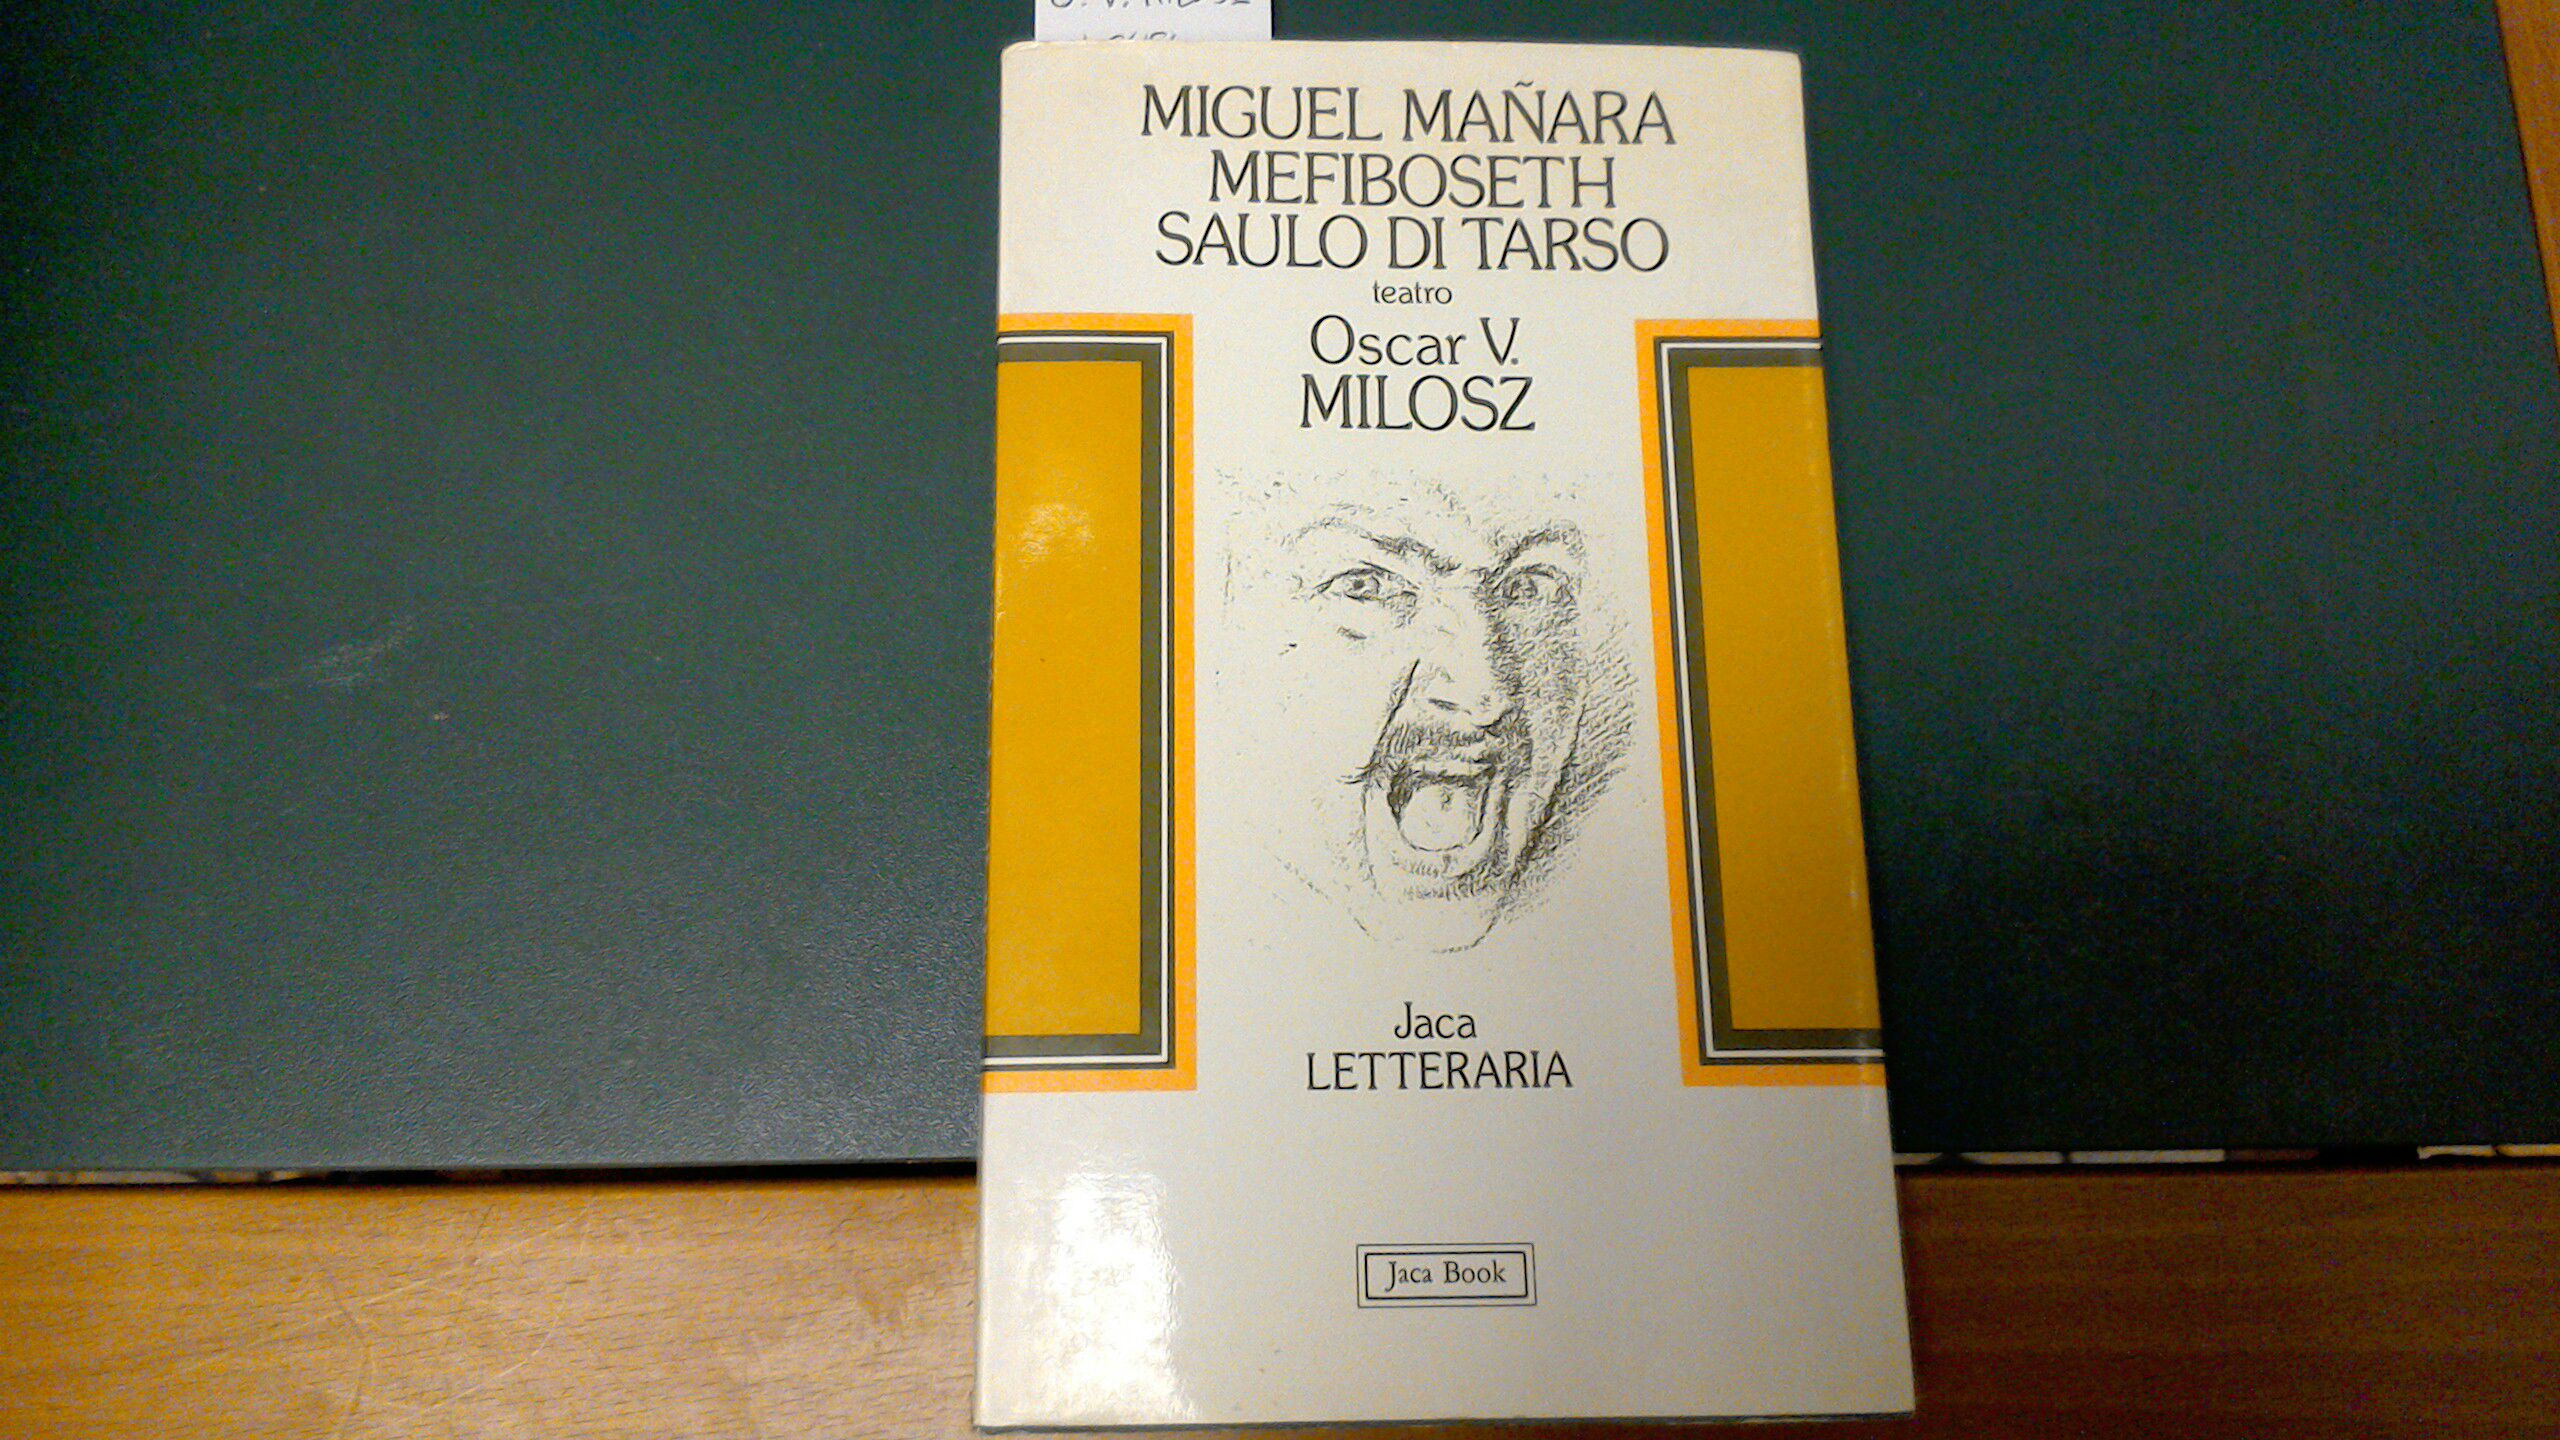 MIGUEL MAÑARA
MEFIBOSETH
SAULO DI TARSO
teatro
Oscar V.
MILOSZ
Jaca
LETTERARIA
Jaca Book